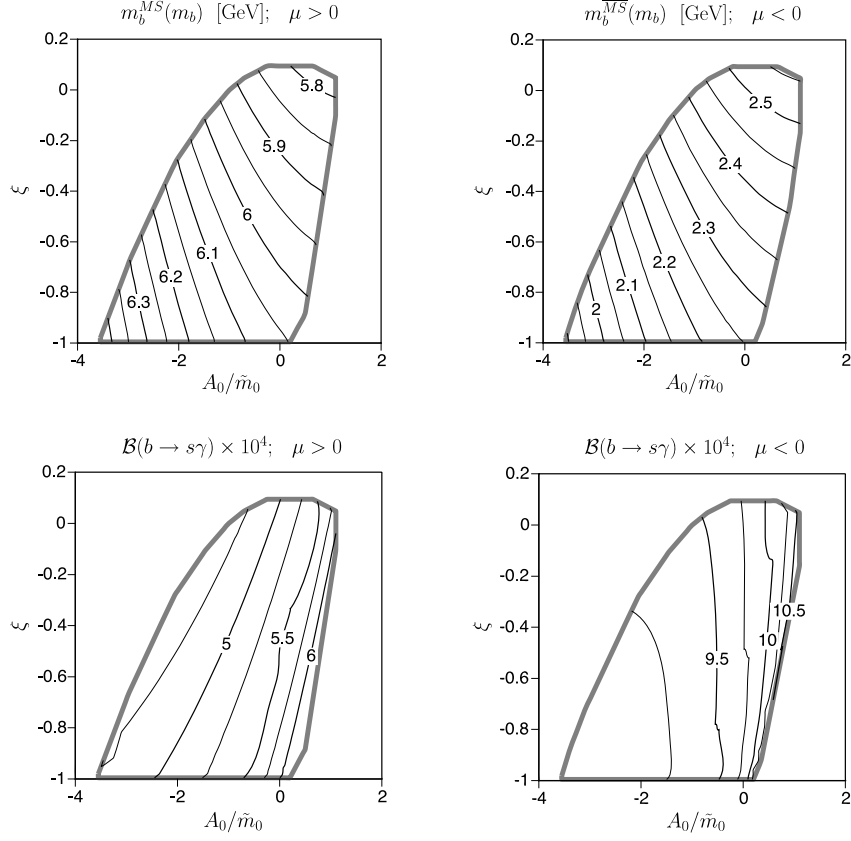 m_b^{MS}(m_b) [GeV]; μ > 0
0.2
0
-0.2
-0.4
-0.6
-0.8
-1
ξ
5.8
5.9
6
6.1
6.2
6.3
-4 -2 0 2
A_0/m̃_0
m_b^{\overline{MS}}(m_b) [GeV]; μ < 0
0.2
0
-0.2
-0.4
-0.6
-0.8
-1
ξ
2.5
2.4
2.3
2.2
2.1
2
-4 -2 0 2
A_0/m̃_0
B(b → sγ) × 10^4; μ > 0
0.2
0
-0.2
-0.4
-0.6
-0.8
-1
ξ
5 5.5 6
-4 -2 0 2
A_0/m̃_0
B(b → sγ) × 10^4; μ < 0
0.2
0
-0.2
-0.4
-0.6
-0.8
-1
ξ
10.5
10
9.5
-4 -2 0 2
A_0/m̃_0